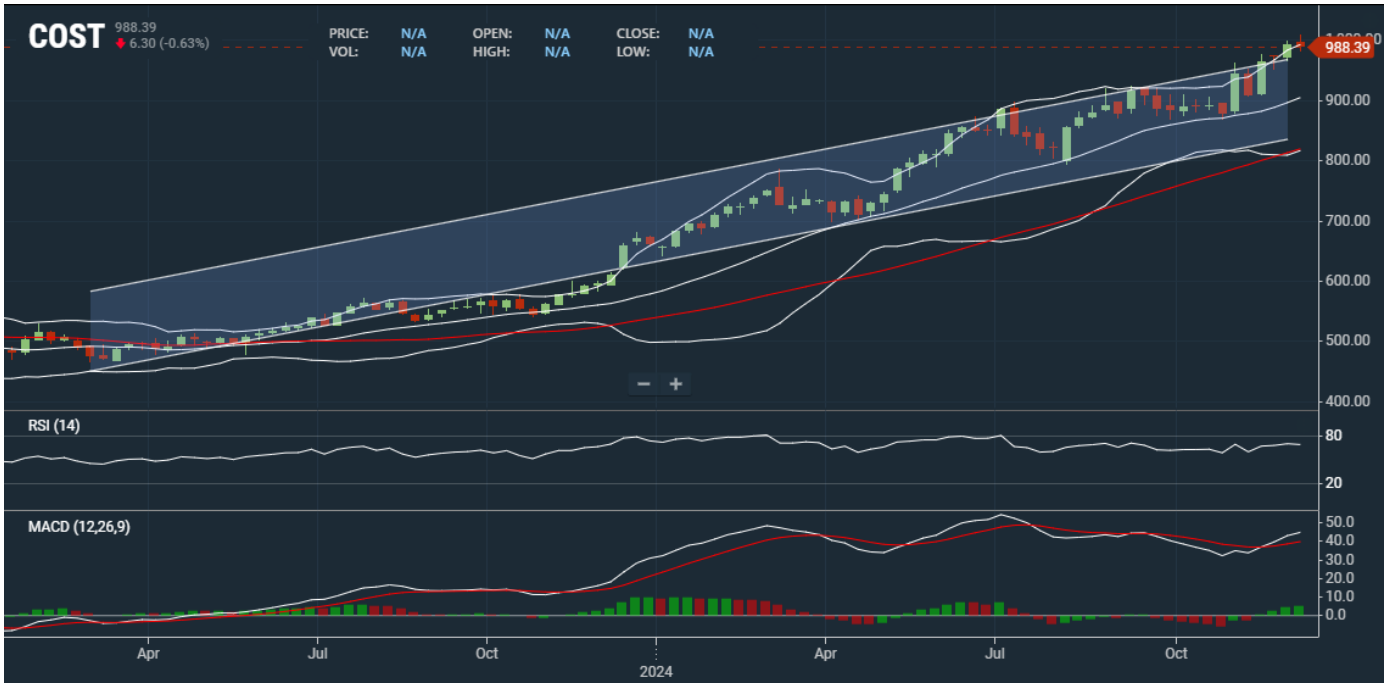 COST 988.39
6.30 (-0.63%)
PRICE: N/A OPEN: N/A CLOSE: N/A
VOL: N/A HIGH: N/A LOW: N/A
988.39
900.00
800.00
700.00
600.00
500.00
400.00
RSI (14)
80
20
MACD (12,26,9)
50.0
40.0
30.0
20.0
10.0
0.0
Apr Jul Oct 2024 Apr Jul Oct